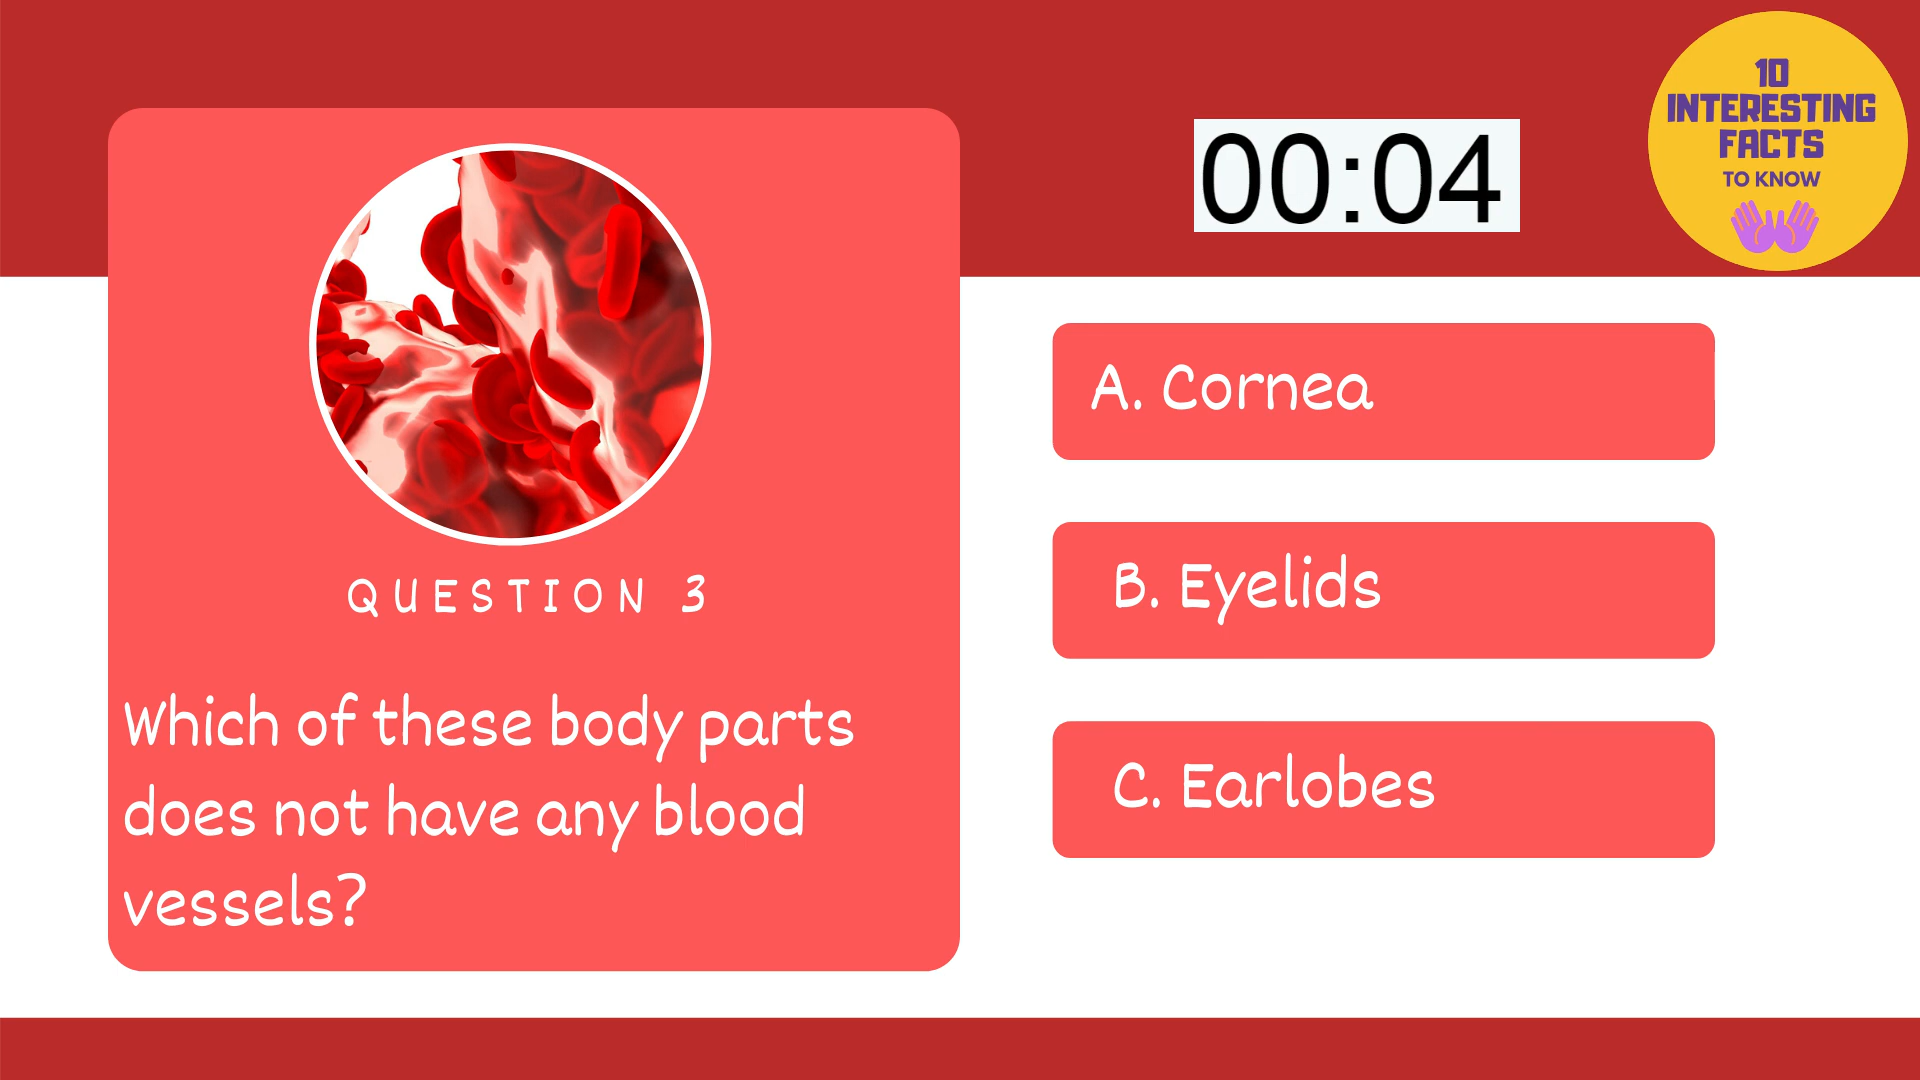 10
INTERESTING
FACTS
TO KNOW
00:04
QUESTION 3
Which of these body parts
does not have any blood
vessels?
A. Cornea
B. Eyelids
C. Earlobes